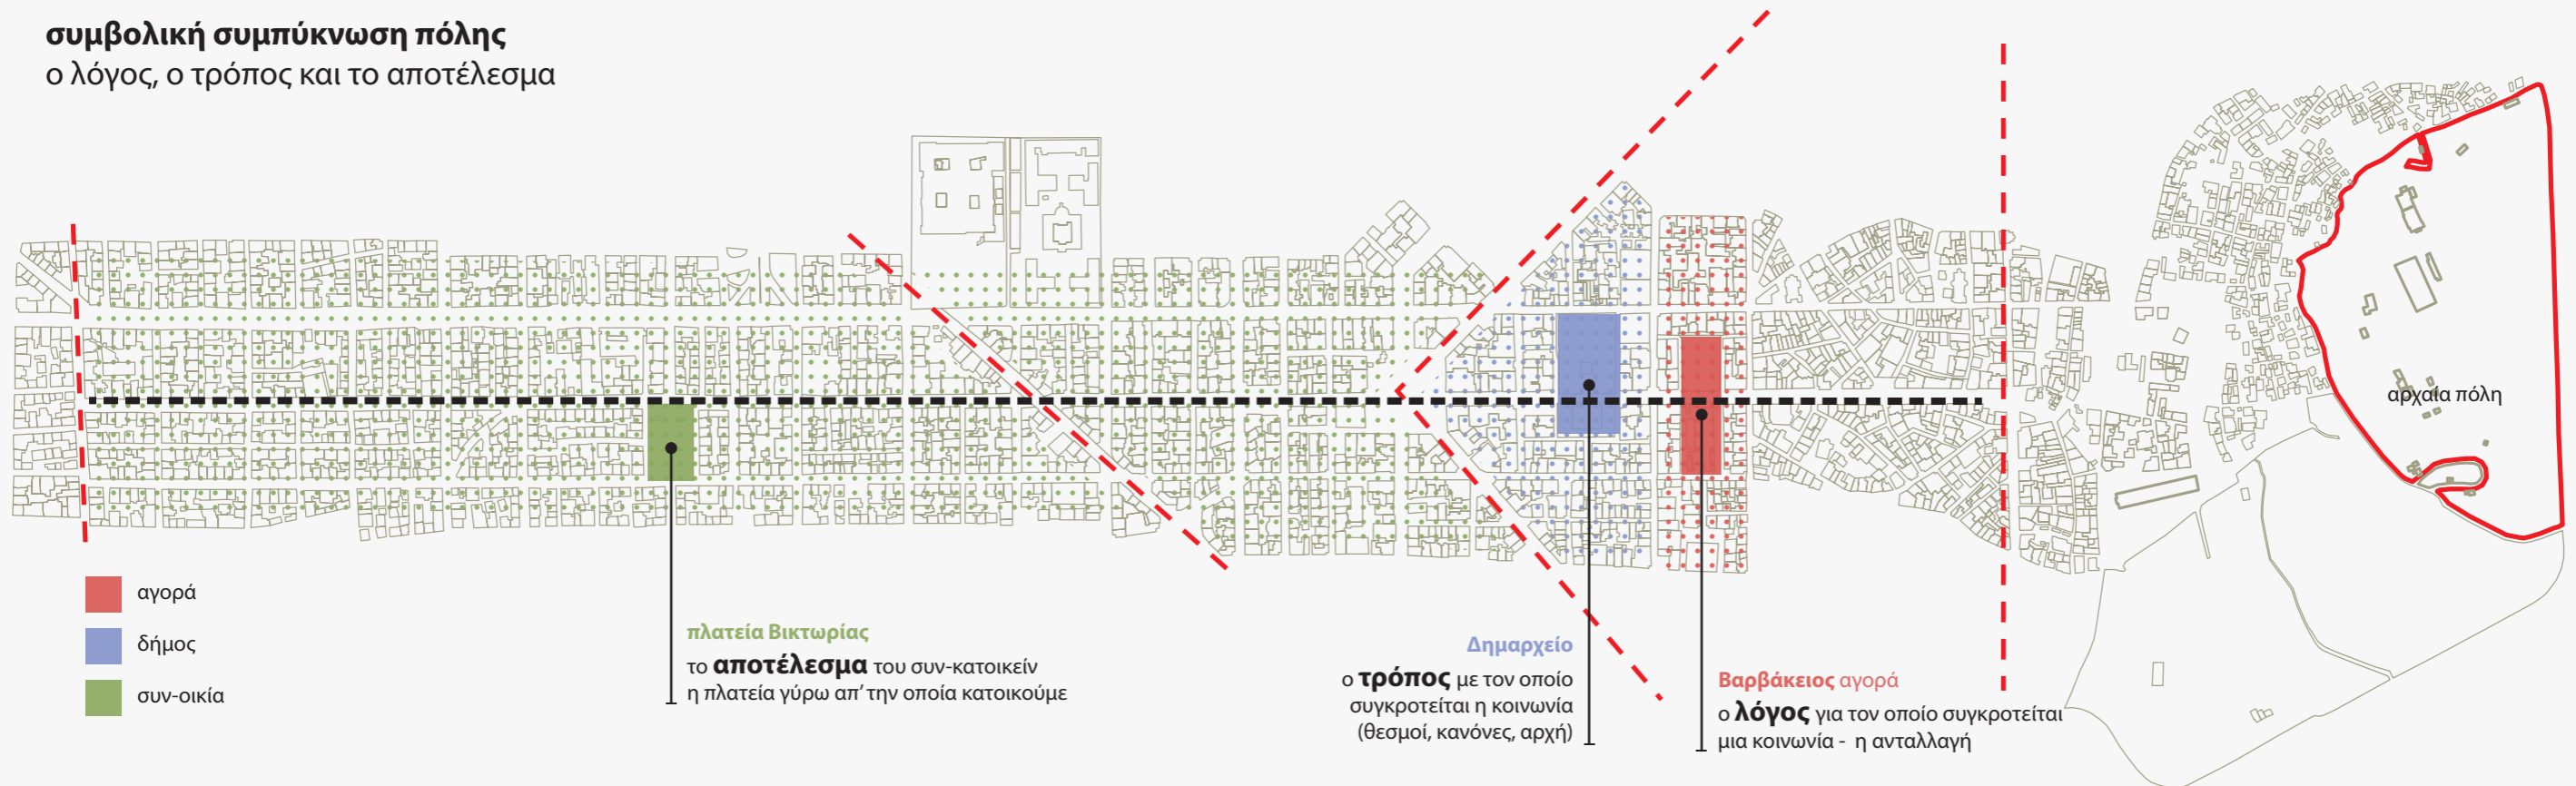 συμβολική συμπύκνωση πόλης
ο λόγος, ο τρόπος και το αποτέλεσμα
αρχαία πόλη
αγορά
δήμος
συν-οικία
πλατεία Βικτωρίας
το αποτέλεσμα του συν-κατοικείν
η πλατεία γύρω απ' την οποία κατοικούμε
Δημαρχείο
ο τρόπος με τον οποίο
συγκροτείται η κοινωνία
(θεσμοί, κανόνες, αρχή)
Βαρβάκειος αγορά
ο λόγος για τον οποίο συγκροτείται
μια κοινωνία - η ανταλλαγή